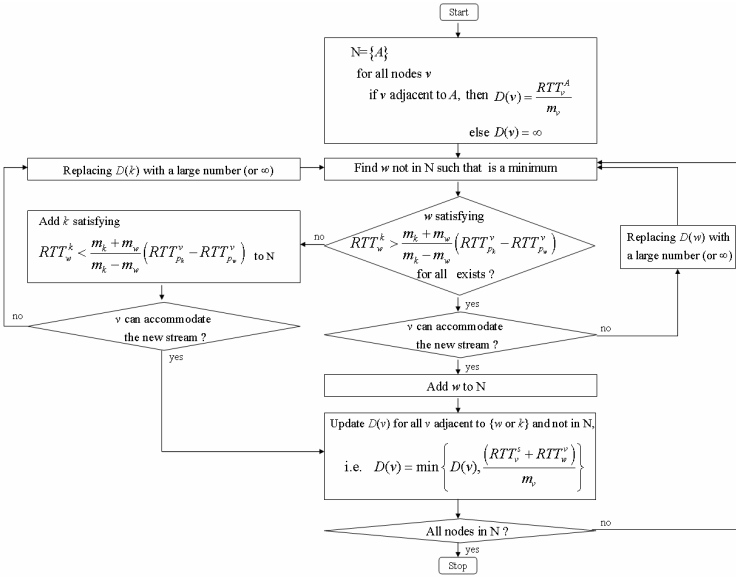 Start
N={A}
for all nodes v
if v adjacent to A, then D(v) = RTT_v^A / m_v
else D(v) = ∞
Replacing D(k) with a large number (or ∞)
Find w not in N such that is a minimum
Add k satisfying
RTT_w^k < (m_k + m_w)/(m_k − m_w) (RTT_{p_k}^v − RTT_{p_w}^v) to N
no
w satisfying
RTT_w^k > (m_k + m_w)/(m_k − m_w) (RTT_{p_k}^v − RTT_{p_w}^v)
for all exists ?
Replacing D(w) with
a large number (or ∞)
yes
no
v can accommodate
the new stream ?
yes
v can accommodate
the new stream ?
no
yes
Add w to N
Update D(v) for all v adjacent to {w or k} and not in N,
i.e. D(v) = min{D(v), (RTT_v^s + RTT_w^v) / m_v}
All nodes in N ?
no
yes
Stop